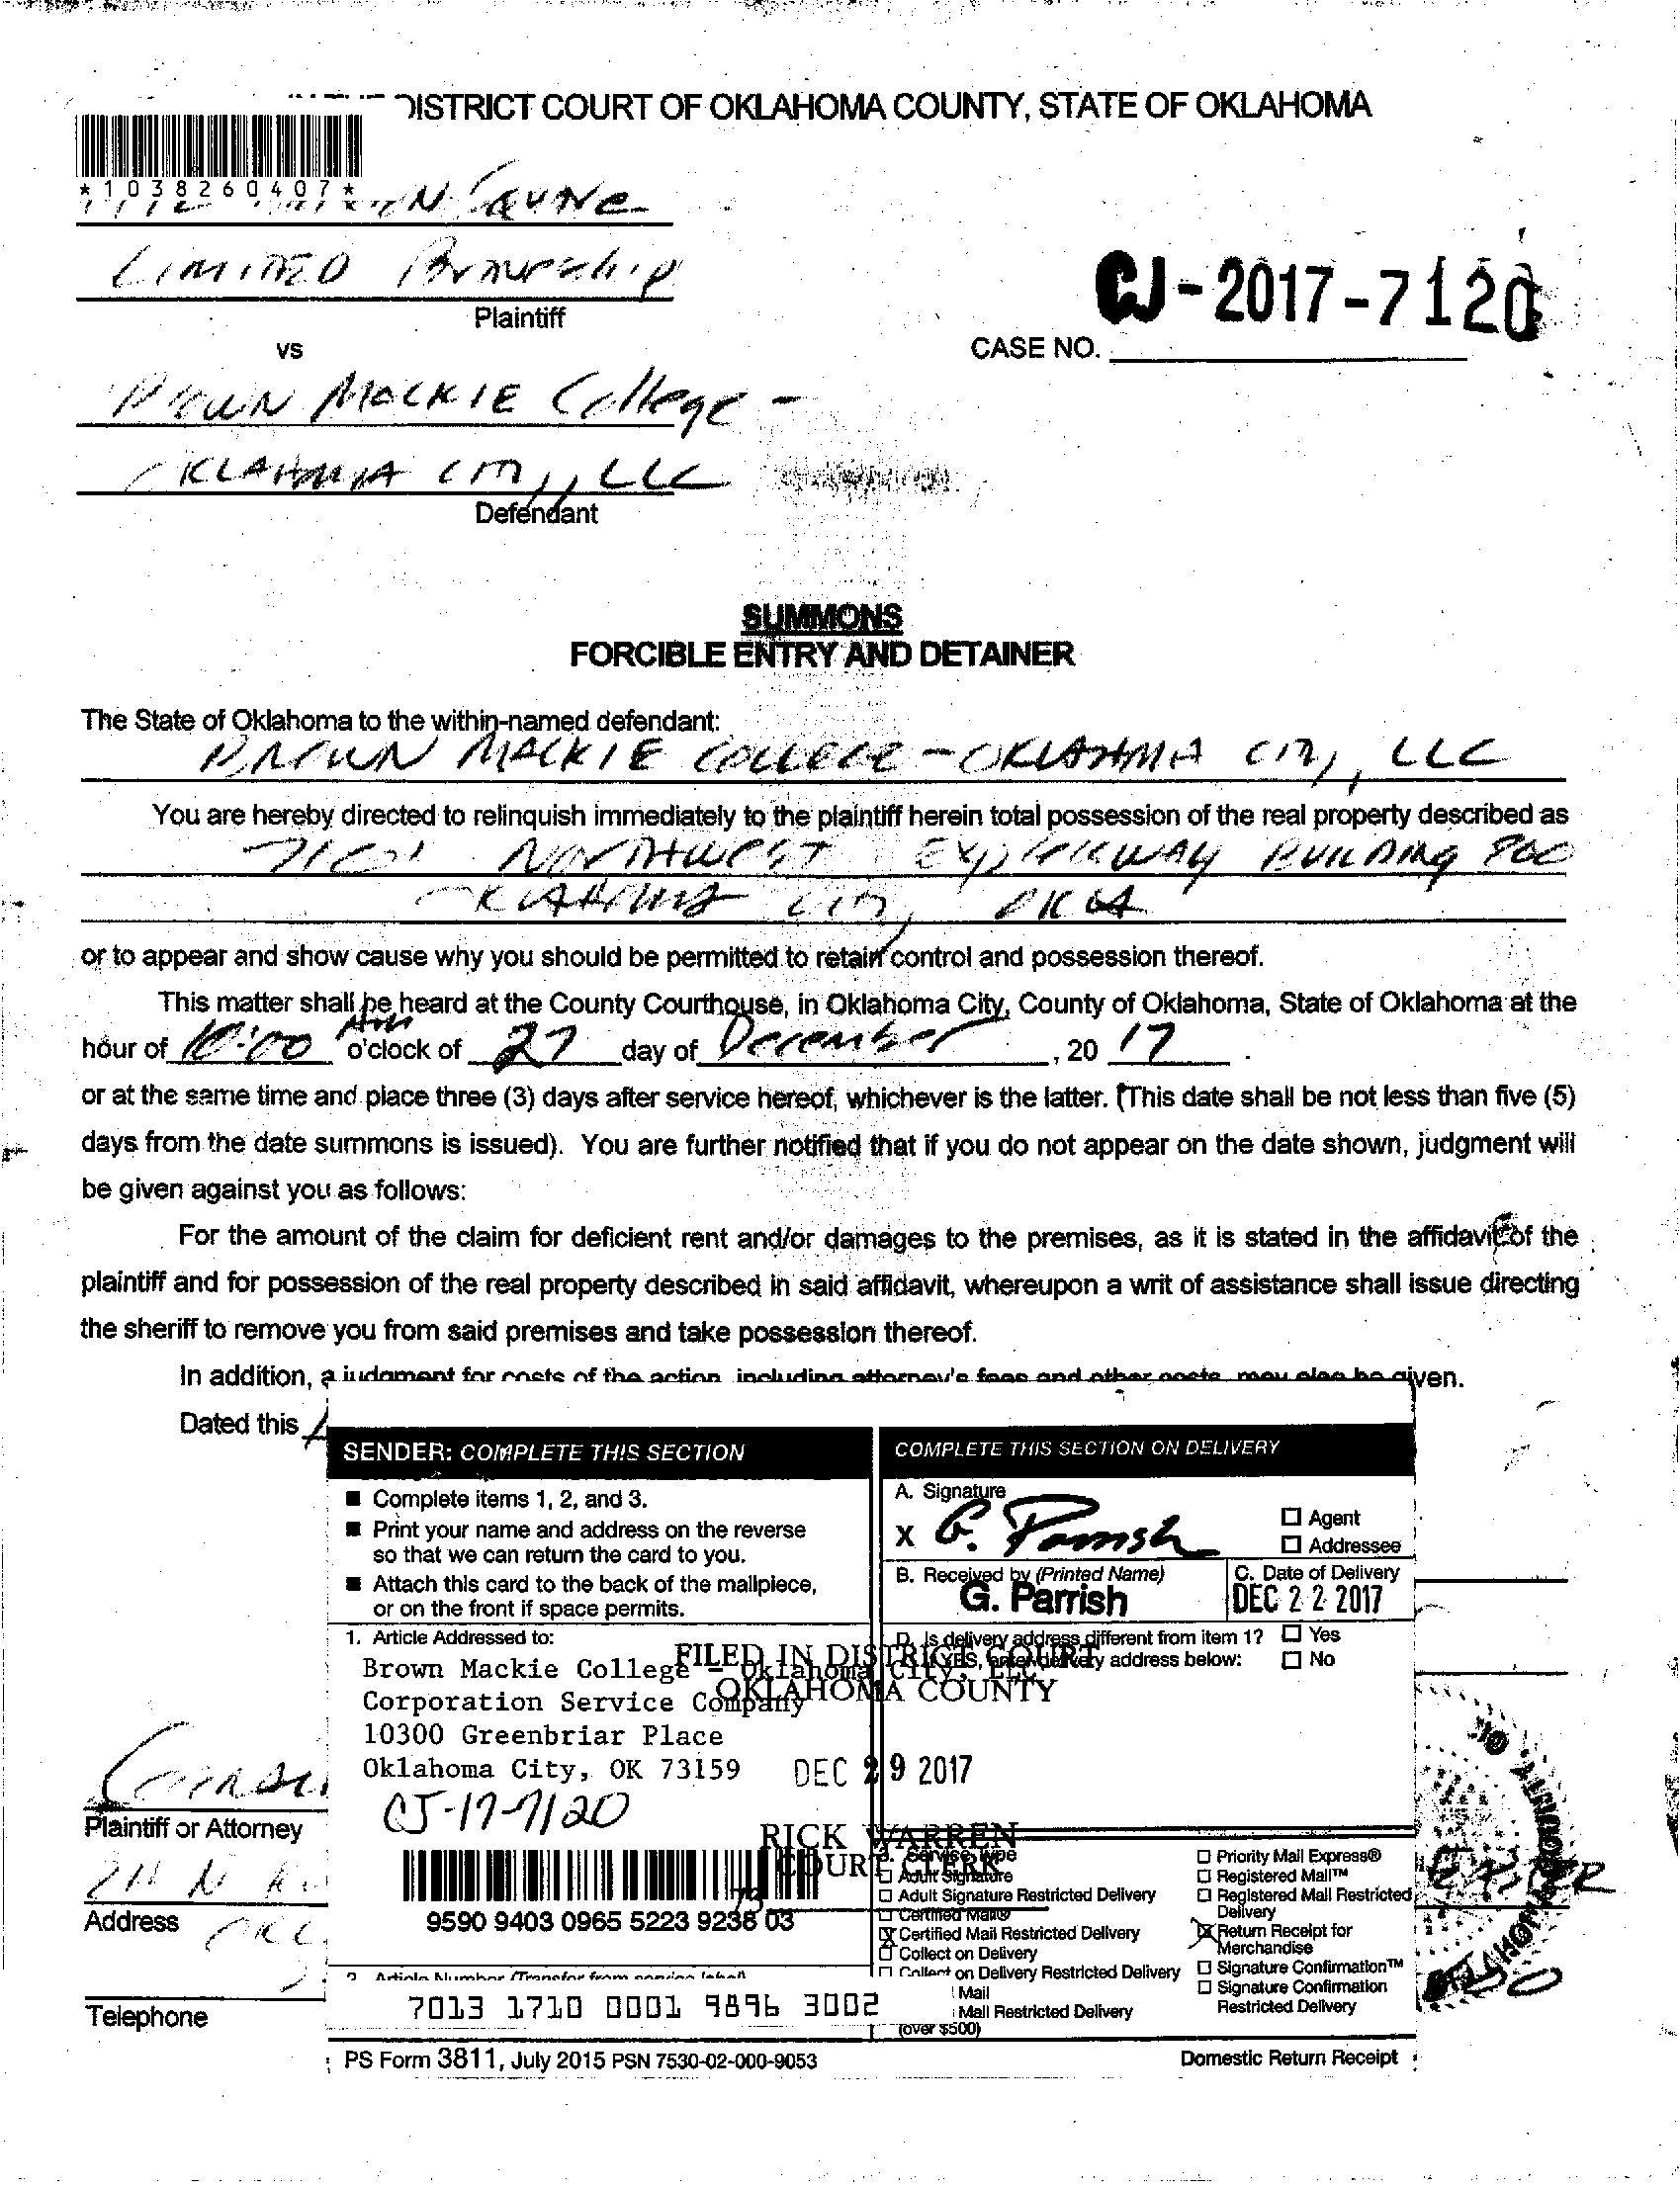 DISTRICT COURT OF OKLAHOMA COUNTY, STATE OF OKLAHOMA
*1038260407*
LIMITED Partnership
Plaintiff
vs
CJ-2017-7120
CASE NO.
Brown MACKIE College -
OKLAHOMA CITY, LLC
Defendant
SUMMONS
FORCIBLE ENTRY AND DETAINER
The State of Oklahoma to the within-named defendant:
BROWN MACKIE COLLEGE - OKLAHOMA CITY, LLC
You are hereby directed to relinquish immediately to the plaintiff herein total possession of the real property described as
NORTHWEST EXPRESSWAY BUILDING 800
OKLAHOMA CITY, OKLA
or to appear and show cause why you should be permitted to retain control and possession thereof.
This matter shall be heard at the County Courthouse, in Oklahoma City, County of Oklahoma, State of Oklahoma at the
hour of 10:00 AM o'clock of 27 day of December, 20 17.
or at the same time and place three (3) days after service hereof, whichever is the latter. (This date shall be not less than five (5)
days from the date summons is issued). You are further notified that if you do not appear on the date shown, judgment will
be given against you as follows:
For the amount of the claim for deficient rent and/or damages to the premises, as it is stated in the affidavit of the
plaintiff and for possession of the real property described in said affidavit, whereupon a writ of assistance shall issue directing
the sheriff to remove you from said premises and take possession thereof.
In addition, a judgment for costs of the action, including attorney's fees and other costs, may also be given.
Dated this
SENDER: COMPLETE THIS SECTION
■ Complete items 1, 2, and 3.
■ Print your name and address on the reverse
so that we can return the card to you.
■ Attach this card to the back of the mailpiece,
or on the front if space permits.
1. Article Addressed to:
Brown Mackie College - Oklahoma City, LLC
Corporation Service Company
10300 Greenbriar Place
Oklahoma City, OK 73159
CJ-17-7120
9590 9403 0965 5223 9238 03
2. Article Number (Transfer from service label)
7013 1710 0001 9896 3002
PS Form 3811, July 2015 PSN 7530-02-000-9053
COMPLETE THIS SECTION ON DELIVERY
A. Signature
X G. Parrish
□ Agent
□ Addressee
B. Received by (Printed Name)
G. Parrish
C. Date of Delivery
DEC 22 2017
D. Is delivery address different from item 1? □ Yes
If YES, enter delivery address below: □ No
FILED IN DISTRICT COURT
OKLAHOMA COUNTY
DEC 29 2017
RICK WARREN
COURT CLERK
73
3. Service Type
□ Adult Signature
□ Adult Signature Restricted Delivery
□ Certified Mail®
Certified Mail Restricted Delivery
□ Collect on Delivery
□ Collect on Delivery Restricted Delivery
Mail
Mail Restricted Delivery
(over $500)
□ Priority Mail Express®
□ Registered Mail™
□ Registered Mail Restricted
Delivery
Return Receipt for
Merchandise
□ Signature Confirmation™
□ Signature Confirmation
Restricted Delivery
Domestic Return Receipt
Plaintiff or Attorney
Address
Telephone